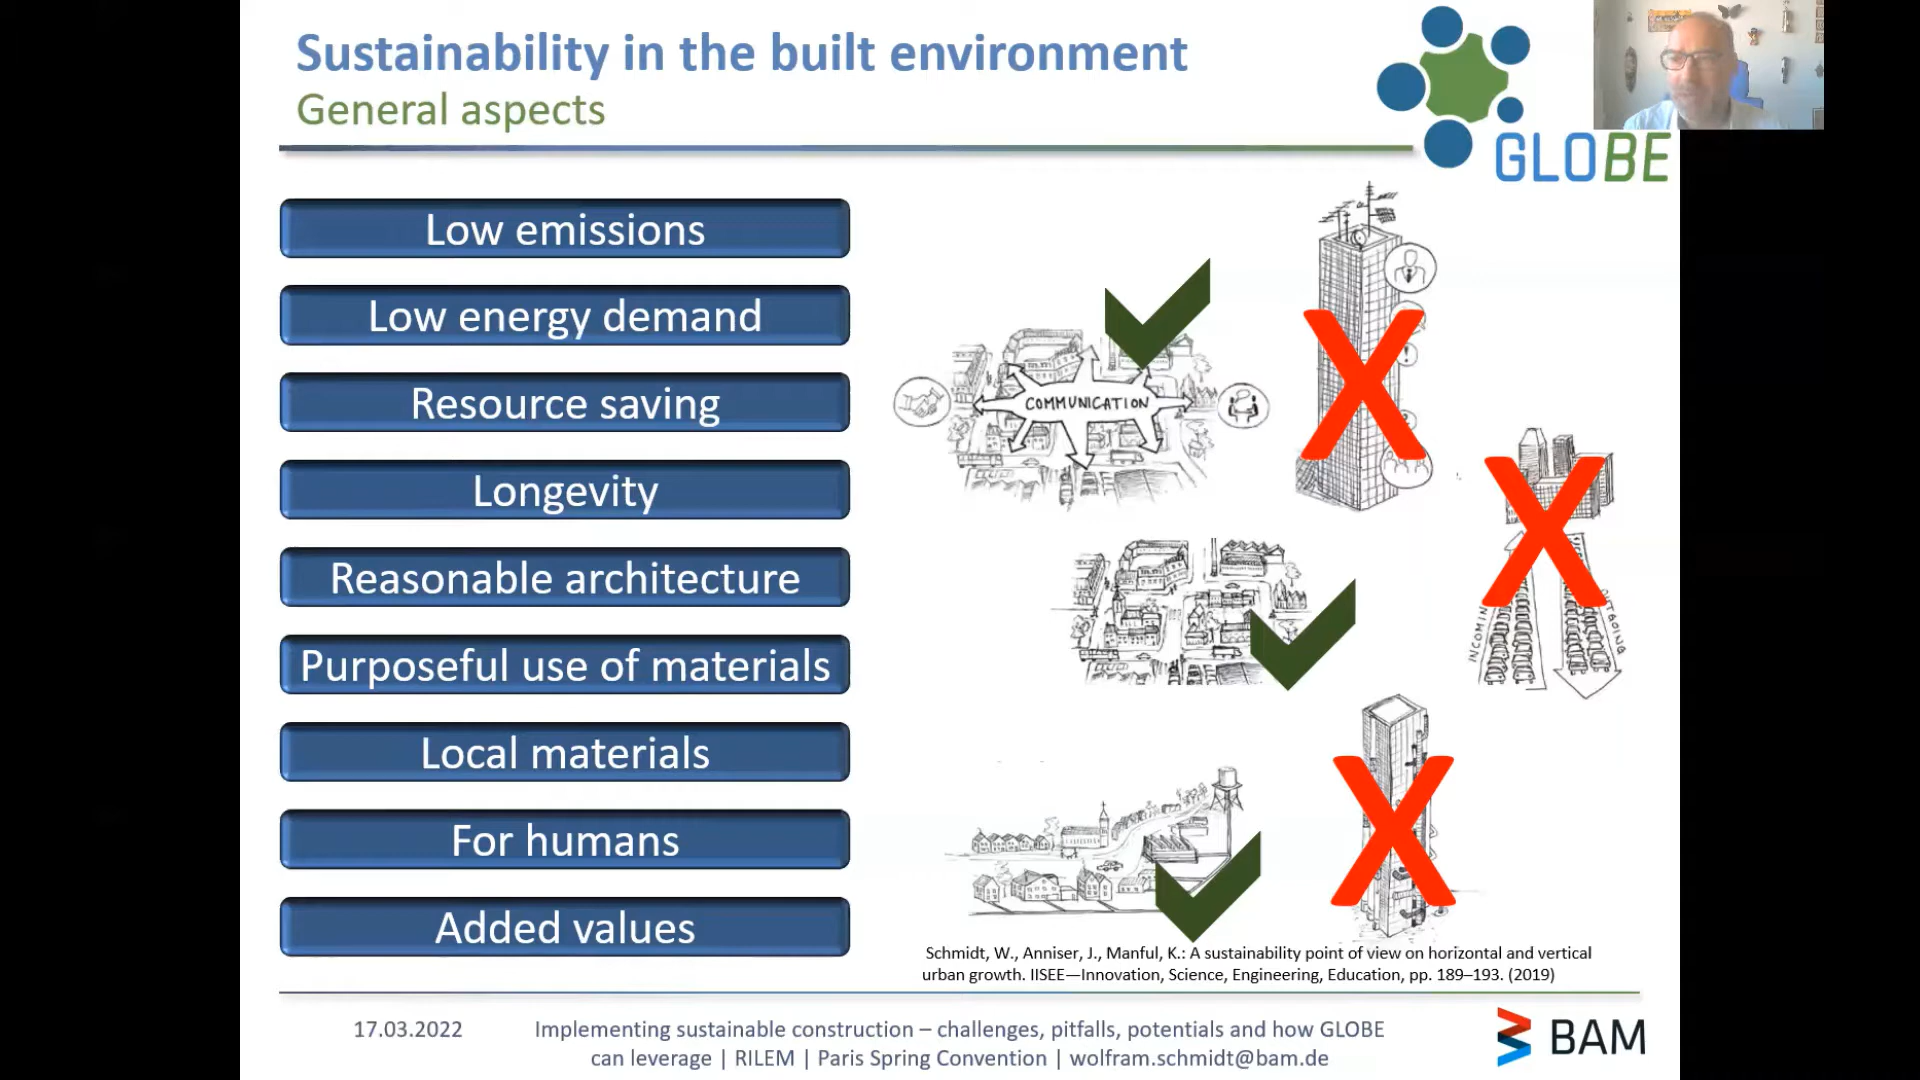 Sustainability in the built environment
General aspects
GLOBE
Low emissions
Low energy demand
Resource saving
Longevity
Reasonable architecture
Purposeful use of materials
Local materials
For humans
Added values
COMMUNICATION
X
X
INCOMING
OUTGOING
X
Schmidt, W., Anniser, J., Manful, K.: A sustainability point of view on horizontal and vertical
urban growth. IISEE—Innovation, Science, Engineering, Education, pp. 189–193. (2019)
17.03.2022
Implementing sustainable construction – challenges, pitfalls, potentials and how GLOBE
can leverage | RILEM | Paris Spring Convention | wolfram.schmidt@bam.de
BAM